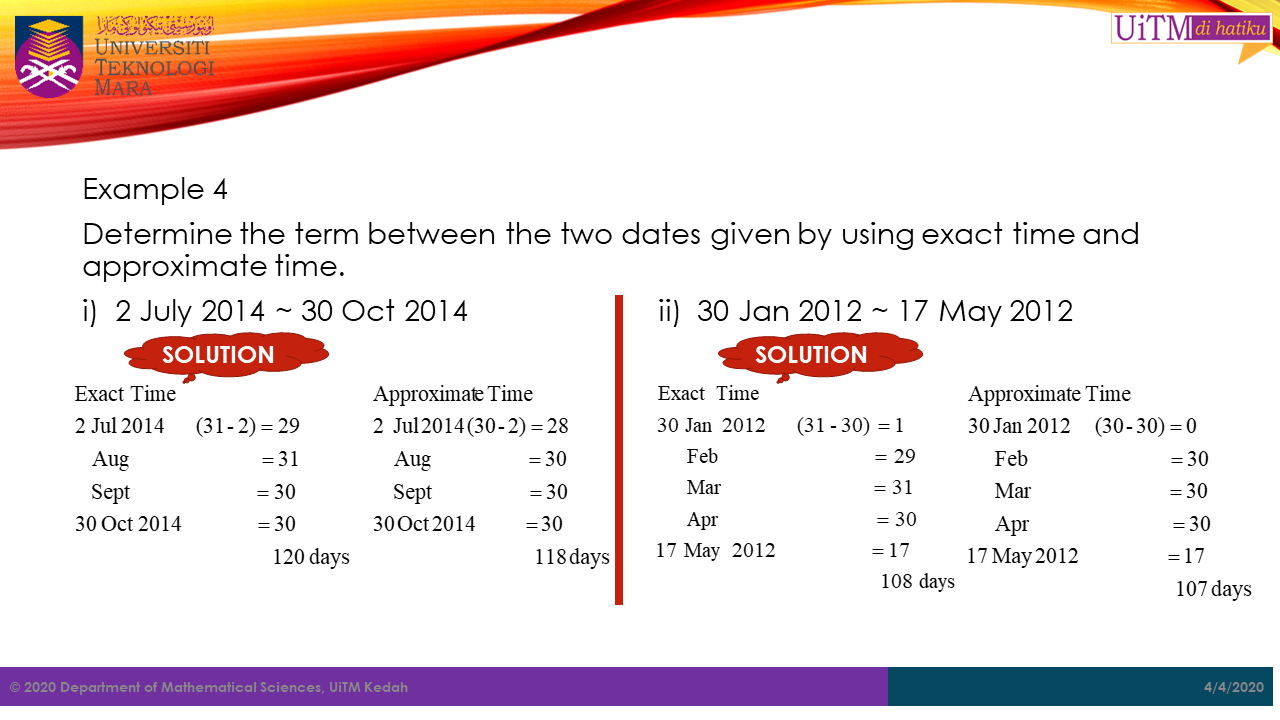 UNIVERSITI
TEKNOLOGI
MARA
UiTM di hatiku
Example 4
Determine the term between the two dates given by using exact time and
approximate time.
i) 2 July 2014 ~ 30 Oct 2014
SOLUTION
Exact Time
2 Jul 2014 (31 - 2) = 29
Aug = 31
Sept = 30
30 Oct 2014 = 30
120 days
Approximate Time
2 Jul 2014 (30 - 2) = 28
Aug = 30
Sept = 30
30 Oct 2014 = 30
118 days
ii) 30 Jan 2012 ~ 17 May 2012
SOLUTION
Exact Time
30 Jan 2012 (31 - 30) = 1
Feb = 29
Mar = 31
Apr = 30
17 May 2012 = 17
108 days
Approximate Time
30 Jan 2012 (30 - 30) = 0
Feb = 30
Mar = 30
Apr = 30
17 May 2012 = 17
107 days
© 2020 Department of Mathematical Sciences, UiTM Kedah
4/4/2020